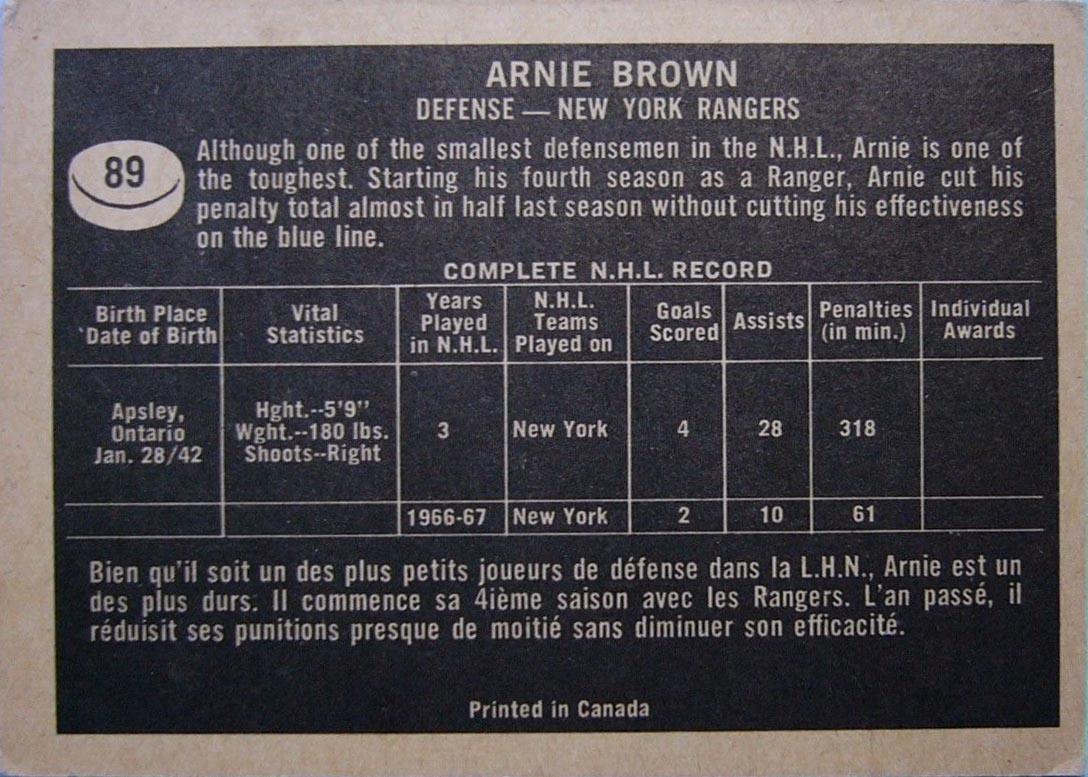 ARNIE BROWN
DEFENSE — NEW YORK RANGERS
89
Although one of the smallest defensemen in the N.H.L., Arnie is one of
the toughest. Starting his fourth season as a Ranger, Arnie cut his
penalty total almost in half last season without cutting his effectiveness
on the blue line.
COMPLETE N.H.L. RECORD
Birth Place Date of Birth | Vital Statistics | Years Played in N.H.L. | N.H.L. Teams Played on | Goals Scored | Assists | Penalties (in min.) | Individual Awards
Apsley, Ontario Jan. 28/42 | Hght.--5'9" Wght.--180 lbs. Shoots--Right | 3 | New York | 4 | 28 | 318
1966-67 | New York | 2 | 10 | 61
Bien qu'il soit un des plus petits joueurs de défense dans la L.H.N., Arnie est un
des plus durs. Il commence sa 4ième saison avec les Rangers. L'an passé, il
réduisit ses punitions presque de moitié sans diminuer son efficacité.
Printed in Canada